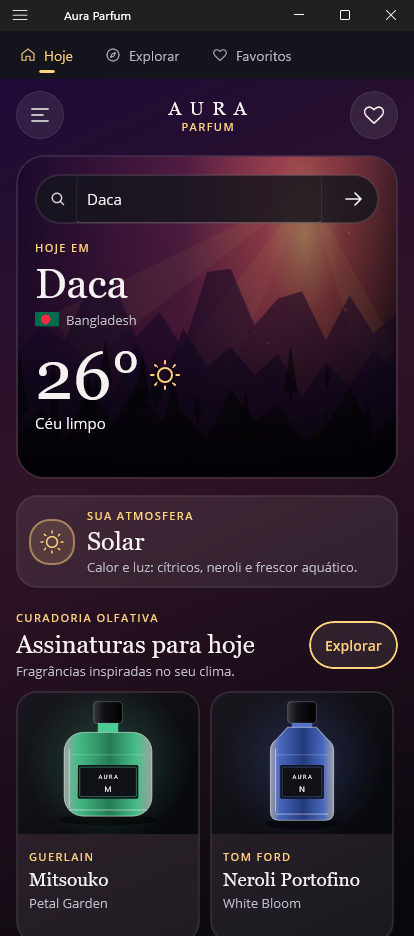 Aura Parfum
Hoje Explorar Favoritos
AURA
PARFUM
Daca
HOJE EM
Daca
Bangladesh
26°
Céu limpo
SUA ATMOSFERA
Solar
Calor e luz: cítricos, neroli e frescor aquático.
CURADORIA OLFATIVA
Assinaturas para hoje
Explorar
Fragrâncias inspiradas no seu clima.
AURA
M
AURA
N
GUERLAIN
Mitsouko
Petal Garden
TOM FORD
Neroli Portofino
White Bloom